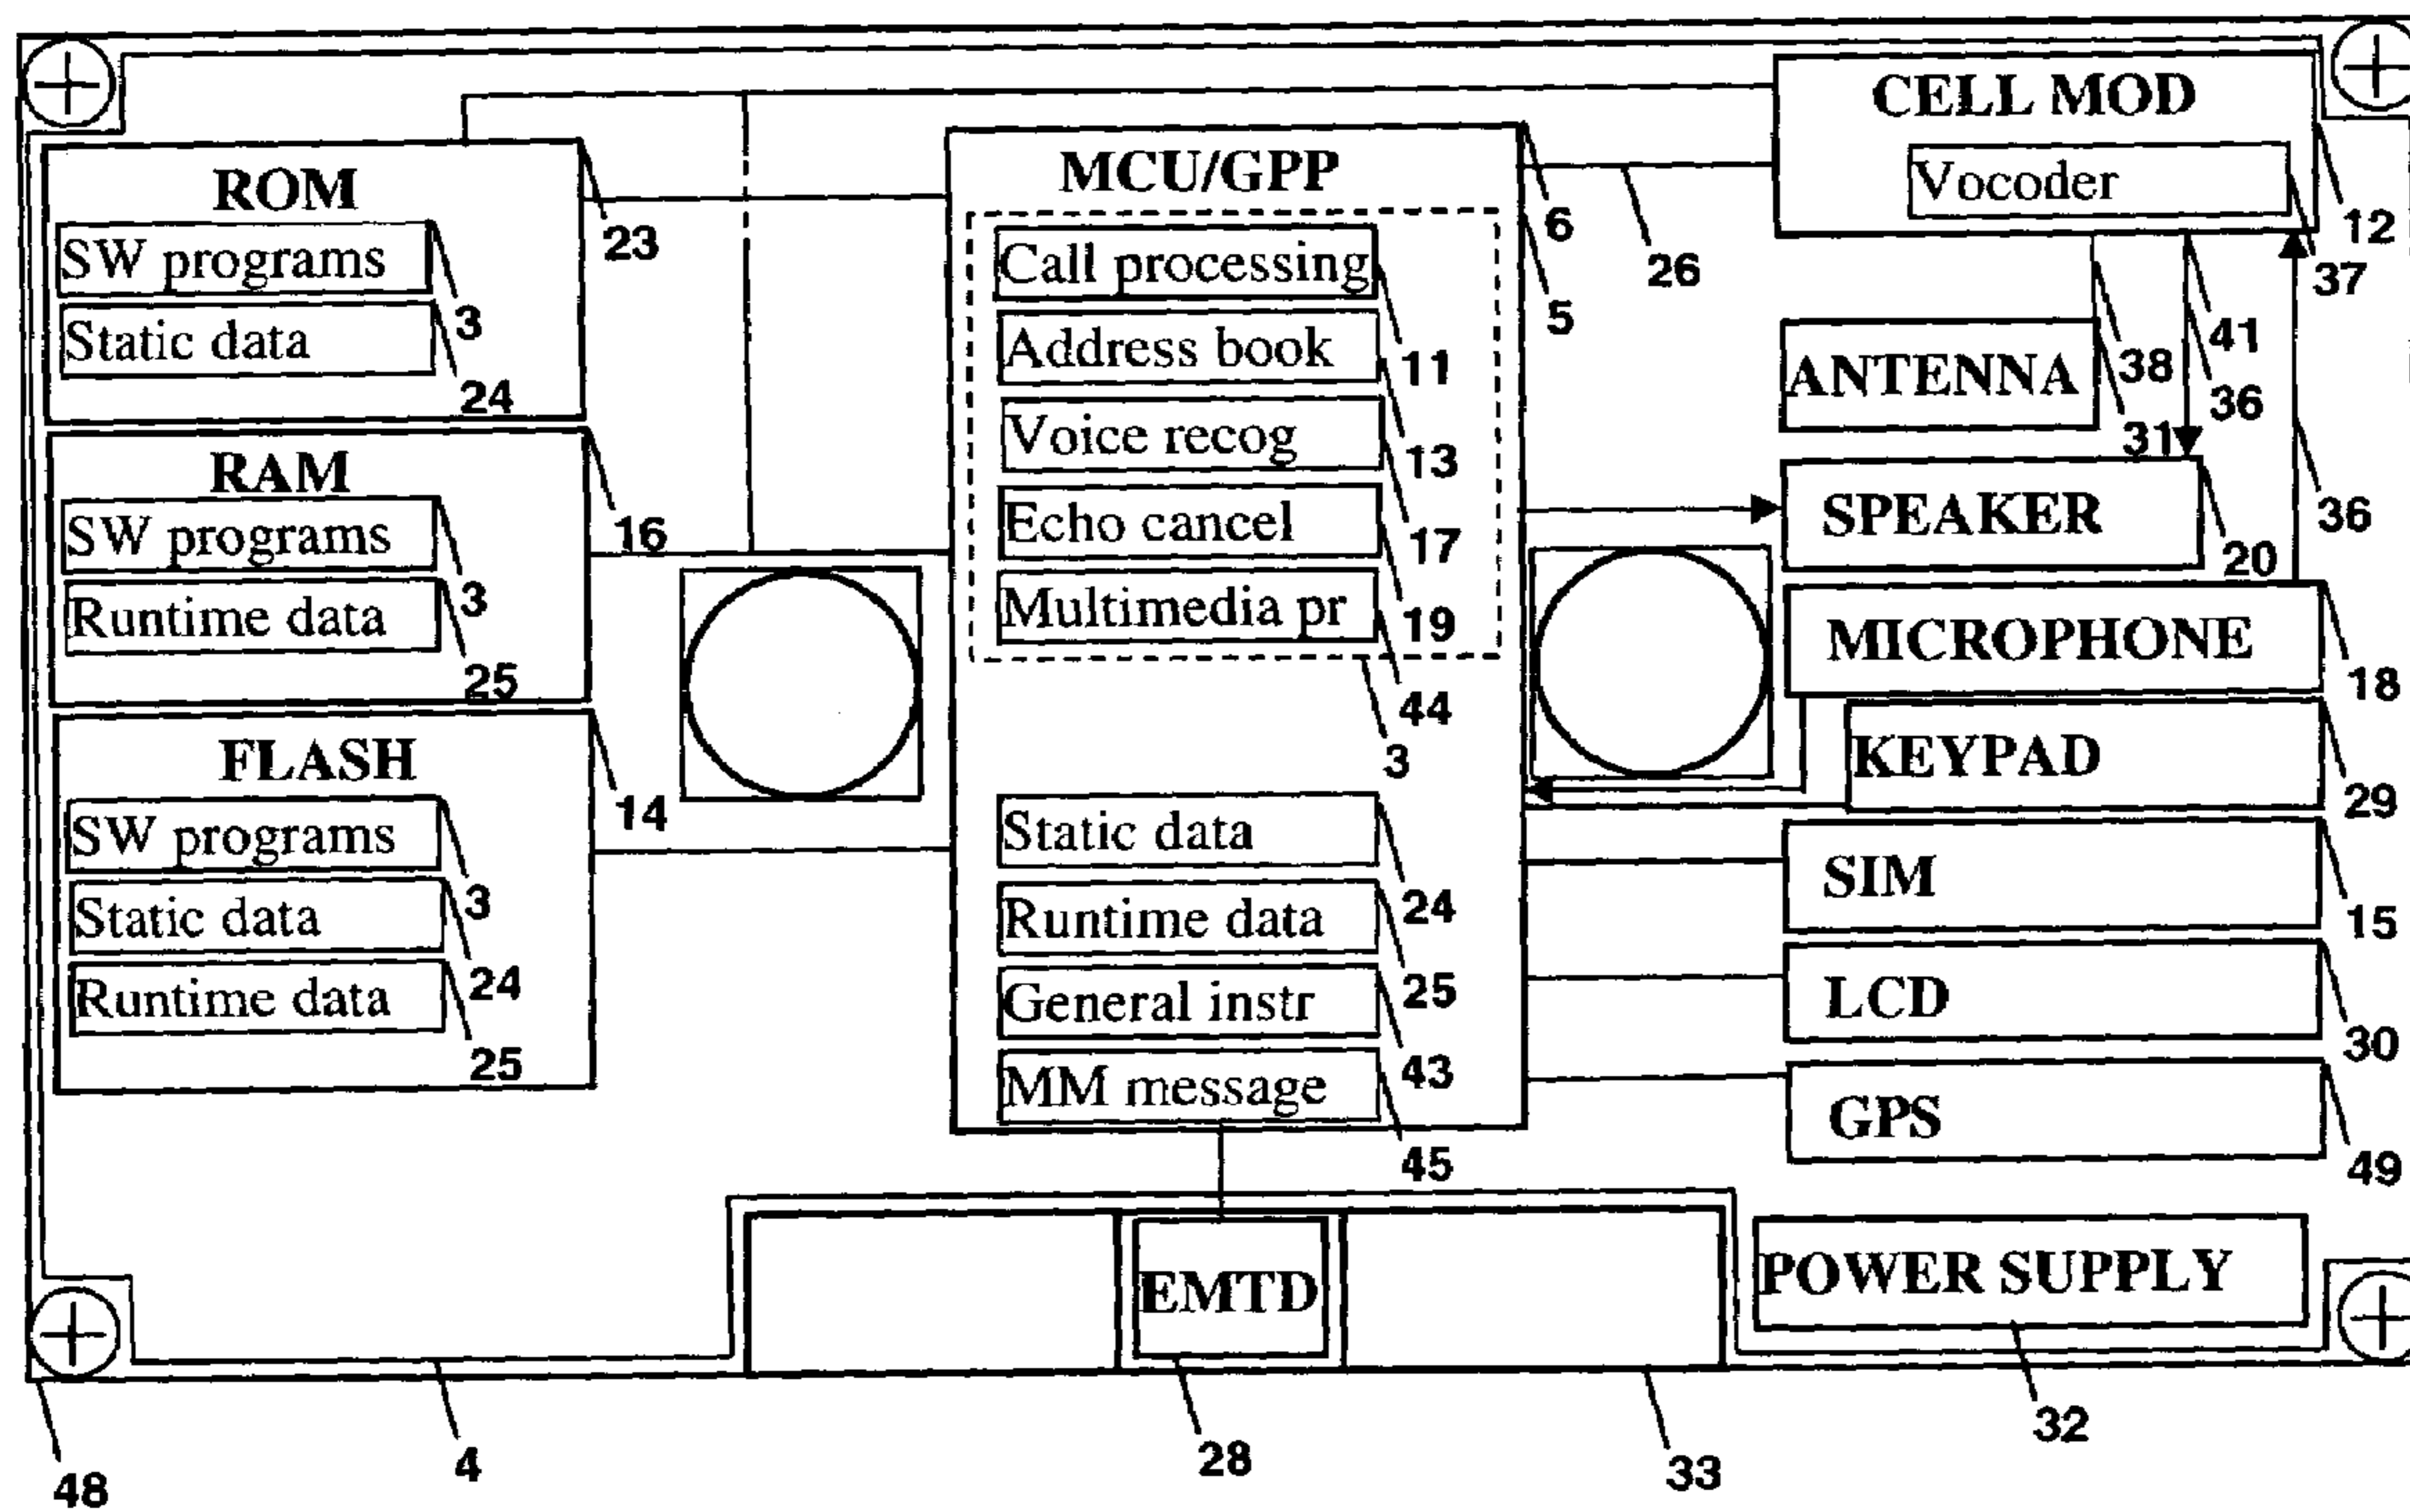 CELL MOD
Vocoder
12
37
ROM
23
SW programs
3
Static data
24
RAM
16
SW programs
3
Runtime data
25
FLASH
14
SW programs
3
Static data
24
Runtime data
25
MCU/GPP
6
5
26
Call processing
11
Address book
13
Voice recog
17
Echo cancel
19
Multimedia pr
44
3
Static data
24
Runtime data
25
General instr
43
MM message
45
38
41
36
ANTENNA
31
36
SPEAKER
20
MICROPHONE
18
KEYPAD
29
SIM
15
LCD
30
GPS
49
EMTD
POWER SUPPLY
48
4
28
33
32